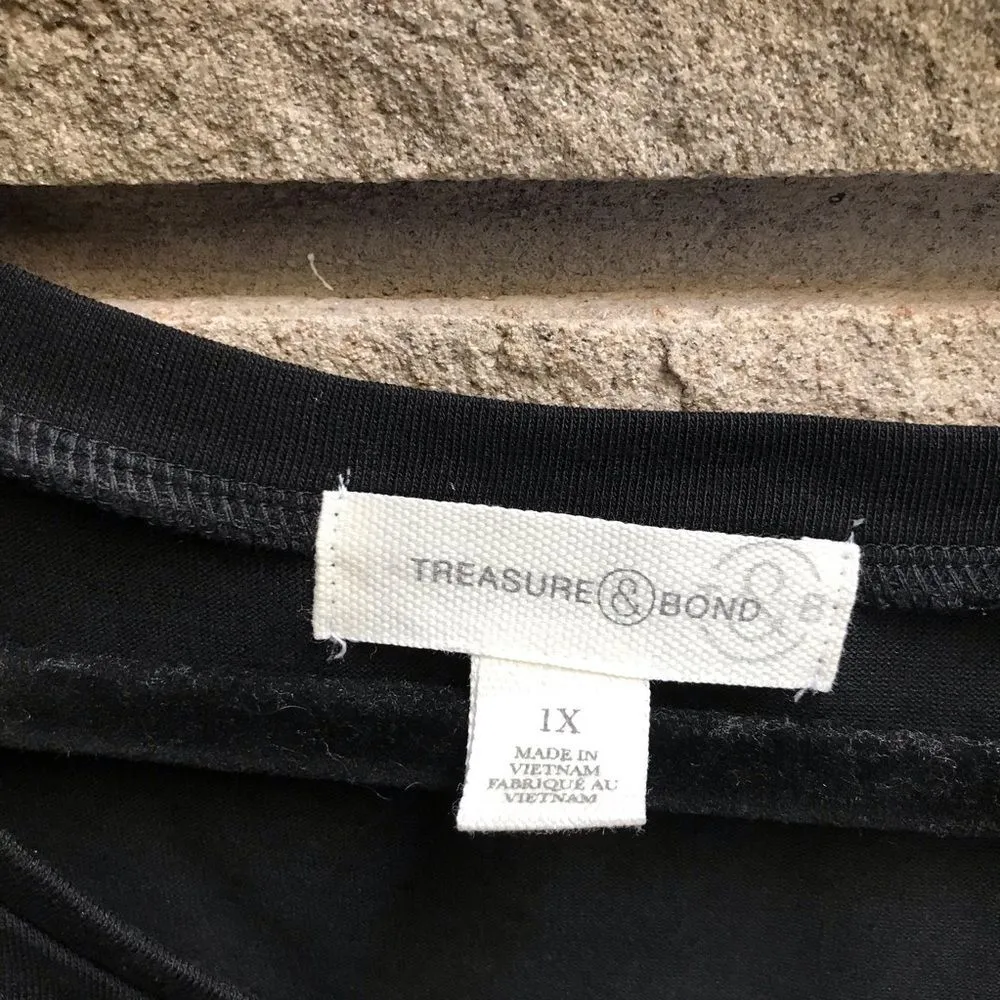 TREASURE & BOND & B
1X
MADE IN
VIETNAM
FABRIQUÉ AU
VIETNAM